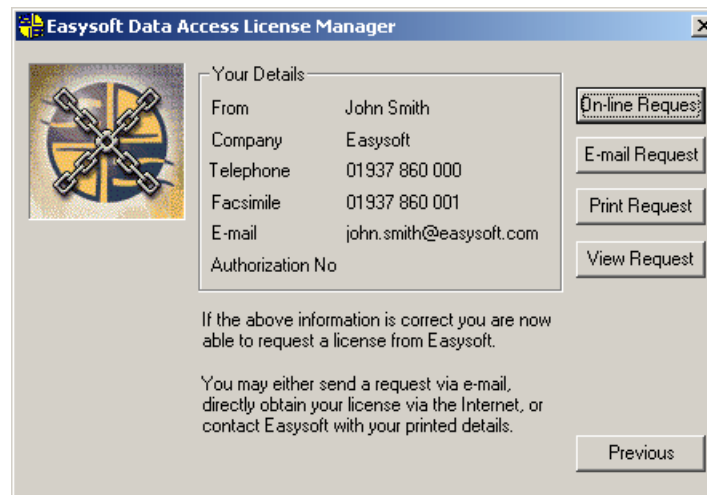 Easysoft Data Access License Manager
Your Details
From John Smith
Company Easysoft
Telephone 01937 860 000
Facsimile 01937 860 001
E-mail john.smith@easysoft.com
Authorization No
On-line Reques
E-mail Request
Print Request
View Request
If the above information is correct you are now
able to request a license from Easysoft.
You may either send a request via e-mail,
directly obtain your license via the Internet, or
contact Easysoft with your printed details.
Previous